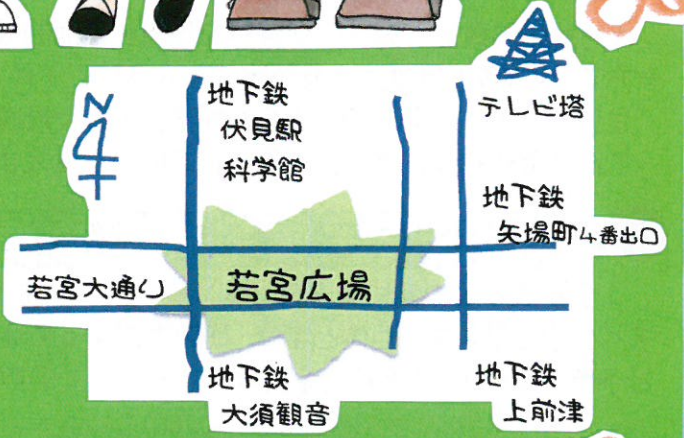 N
地下鉄
伏見駅
科学館
テレビ塔
地下鉄
矢場町4番出口
若宮大通り
若宮広場
地下鉄
大須観音
地下鉄
上前津